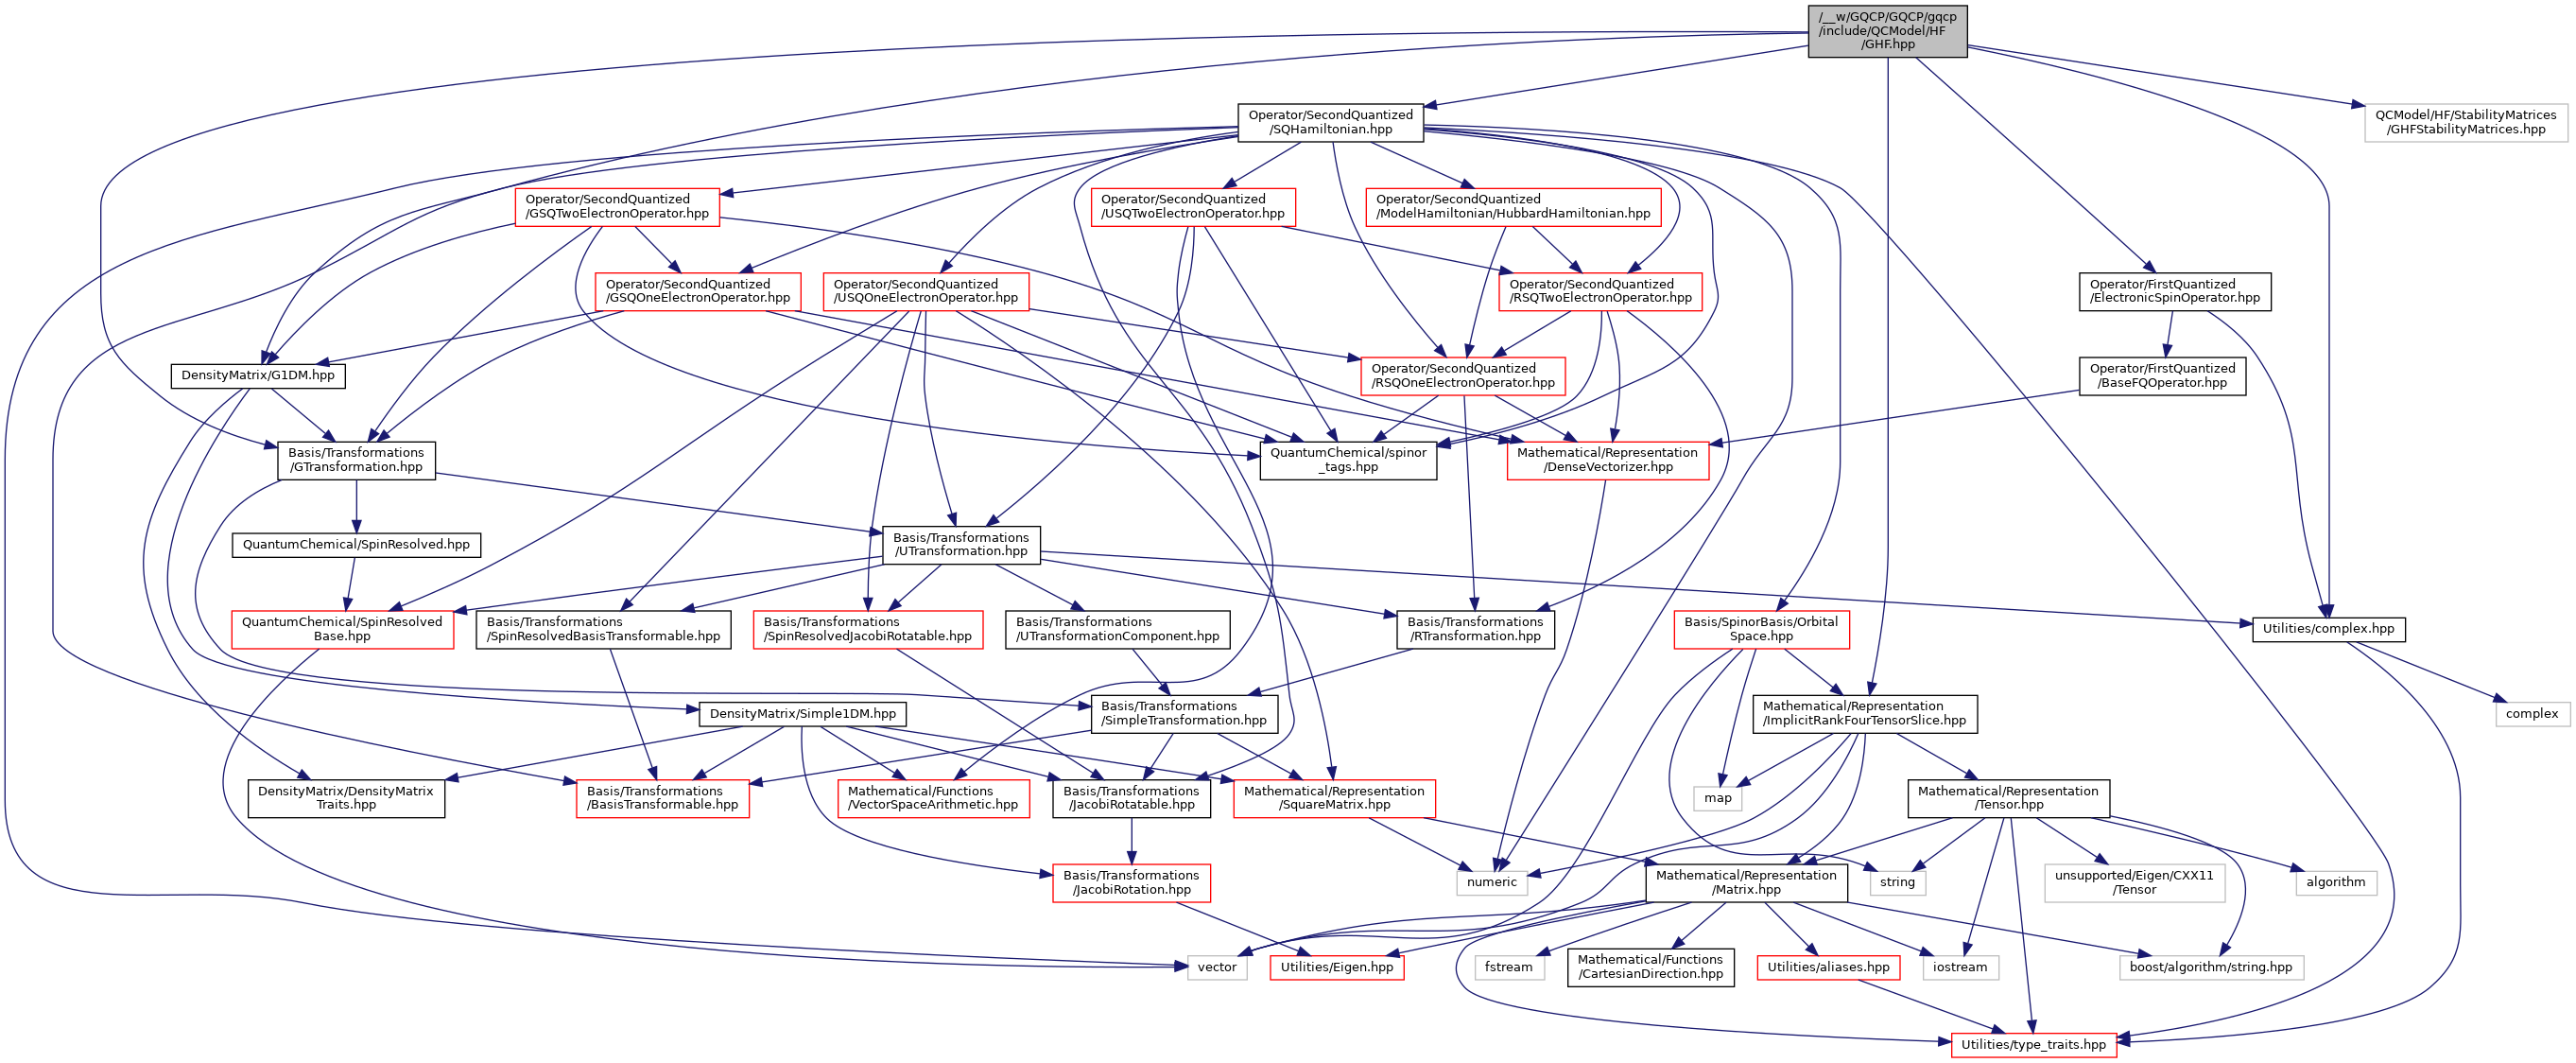 /__w/GQCP/GQCP/gqcp
/include/QCModel/HF
/GHF.hpp
Operator/SecondQuantized
/SQHamiltonian.hpp
QCModel/HF/StabilityMatrices
/GHFStabilityMatrices.hpp
Operator/SecondQuantized
/GSQTwoElectronOperator.hpp
Operator/SecondQuantized
/USQTwoElectronOperator.hpp
Operator/SecondQuantized
/ModelHamiltonian/HubbardHamiltonian.hpp
Operator/SecondQuantized
/GSQOneElectronOperator.hpp
Operator/SecondQuantized
/USQOneElectronOperator.hpp
Operator/SecondQuantized
/RSQTwoElectronOperator.hpp
Operator/FirstQuantized
/ElectronicSpinOperator.hpp
DensityMatrix/G1DM.hpp
Operator/SecondQuantized
/RSQOneElectronOperator.hpp
Operator/FirstQuantized
/BaseFQOperator.hpp
Basis/Transformations
/GTransformation.hpp
QuantumChemical/spinor
_tags.hpp
Mathematical/Representation
/DenseVectorizer.hpp
QuantumChemical/SpinResolved.hpp
Basis/Transformations
/UTransformation.hpp
QuantumChemical/SpinResolved
Base.hpp
Basis/Transformations
/SpinResolvedBasisTransformable.hpp
Basis/Transformations
/SpinResolvedJacobiRotatable.hpp
Basis/Transformations
/UTransformationComponent.hpp
Basis/Transformations
/RTransformation.hpp
Basis/SpinorBasis/Orbital
Space.hpp
Utilities/complex.hpp
DensityMatrix/Simple1DM.hpp
Basis/Transformations
/SimpleTransformation.hpp
Mathematical/Representation
/ImplicitRankFourTensorSlice.hpp
complex
DensityMatrix/DensityMatrix
Traits.hpp
Basis/Transformations
/BasisTransformable.hpp
Mathematical/Functions
/VectorSpaceArithmetic.hpp
Basis/Transformations
/JacobiRotatable.hpp
Mathematical/Representation
/SquareMatrix.hpp
map
Mathematical/Representation
/Tensor.hpp
Basis/Transformations
/JacobiRotation.hpp
numeric
Mathematical/Representation
/Matrix.hpp
string
unsupported/Eigen/CXX11
/Tensor
algorithm
vector
Utilities/Eigen.hpp
fstream
Mathematical/Functions
/CartesianDirection.hpp
Utilities/aliases.hpp
iostream
boost/algorithm/string.hpp
Utilities/type_traits.hpp